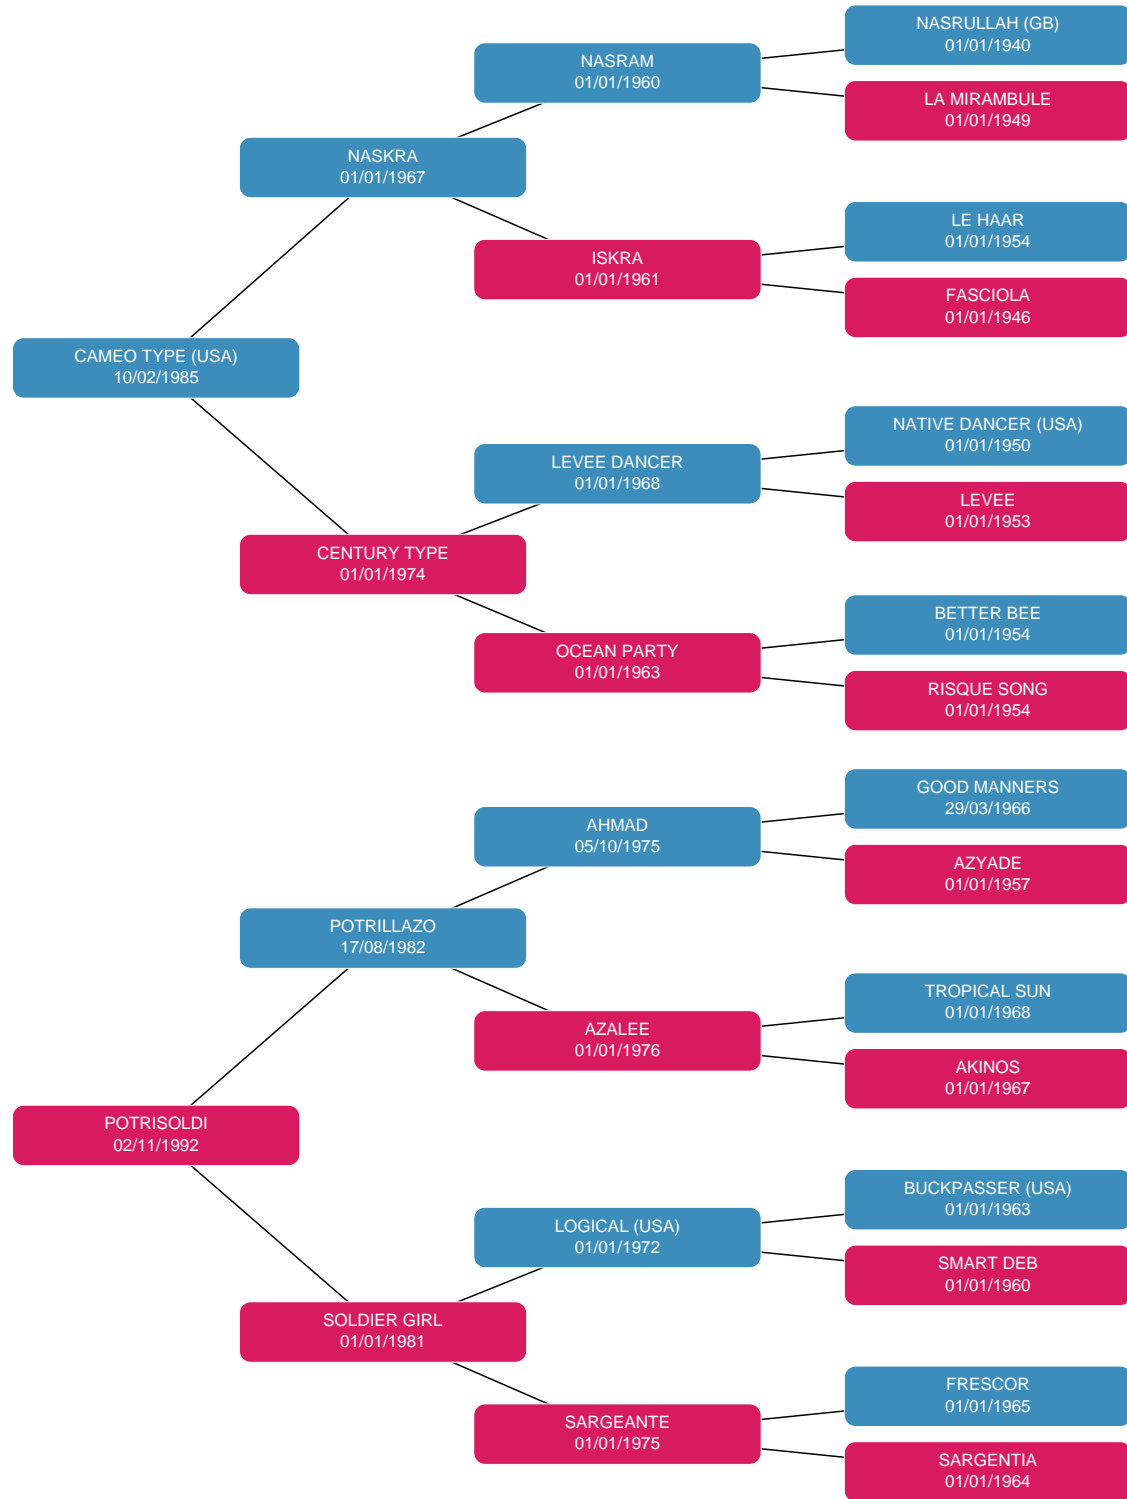 NASRULLAH (GB)
01/01/1940
NASRAM
01/01/1960
LA MIRAMBULE
01/01/1949
NASKRA
01/01/1967
LE HAAR
01/01/1954
ISKRA
01/01/1961
FASCIOLA
01/01/1946
CAMEO TYPE (USA)
10/02/1985
NATIVE DANCER (USA)
01/01/1950
LEVEE DANCER
01/01/1968
LEVEE
01/01/1953
CENTURY TYPE
01/01/1974
BETTER BEE
01/01/1954
OCEAN PARTY
01/01/1963
RISQUE SONG
01/01/1954
GOOD MANNERS
29/03/1966
AHMAD
05/10/1975
AZYADE
01/01/1957
POTRILLAZO
17/08/1982
TROPICAL SUN
01/01/1968
AZALEE
01/01/1976
AKINOS
01/01/1967
POTRISOLDI
02/11/1992
BUCKPASSER (USA)
01/01/1963
LOGICAL (USA)
01/01/1972
SMART DEB
01/01/1960
SOLDIER GIRL
01/01/1981
FRESCOR
01/01/1965
SARGEANTE
01/01/1975
SARGENTIA
01/01/1964